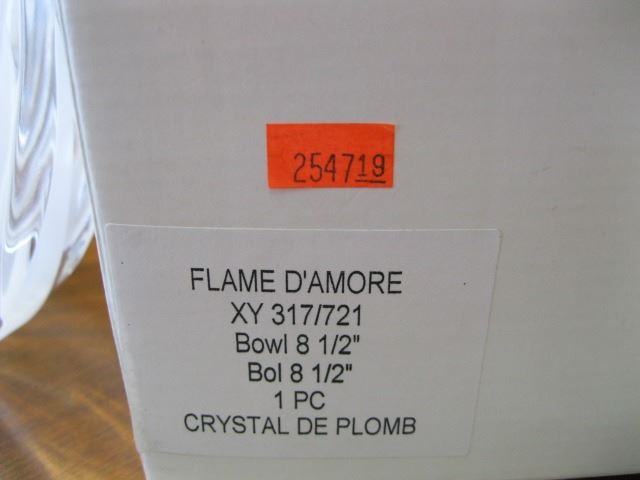 254719
FLAME D'AMORE
XY 317/721
Bowl 8 1/2"
Bol 8 1/2"
1 PC
CRYSTAL DE PLOMB